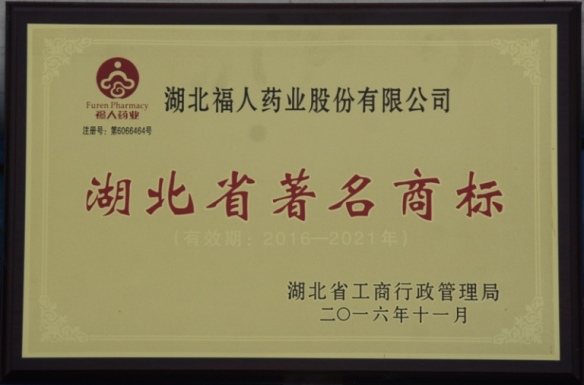 Furen Pharmacy
福人药业
注册号：第6066464号
湖北福人药业股份有限公司
湖北省著名商标
(有效期：2016—2021年)
湖北省工商行政管理局
二〇一六年十一月